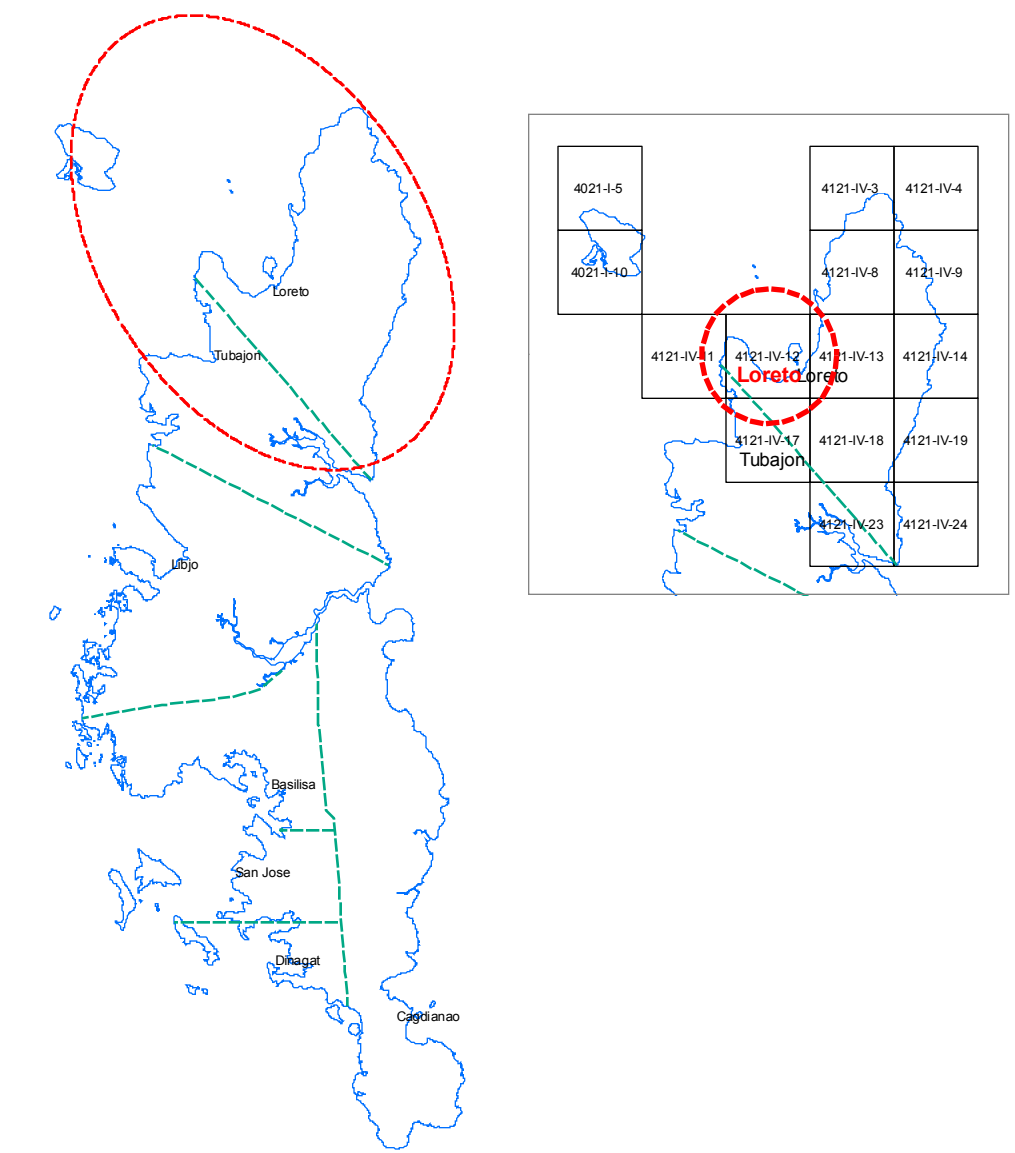 Loreto
Tubajon
Libjo
Basilisa
San Jose
Dinagat
Cagdianao
4021-I-5
4121-IV-3
4121-IV-4
4021-I-10
4121-IV-8
4121-IV-9
4121-IV-11
4121-IV-12
4121-IV-13
4121-IV-14
Loreto
Loreto
4121-IV-17
4121-IV-18
4121-IV-19
Tubajon
4121-IV-23
4121-IV-24